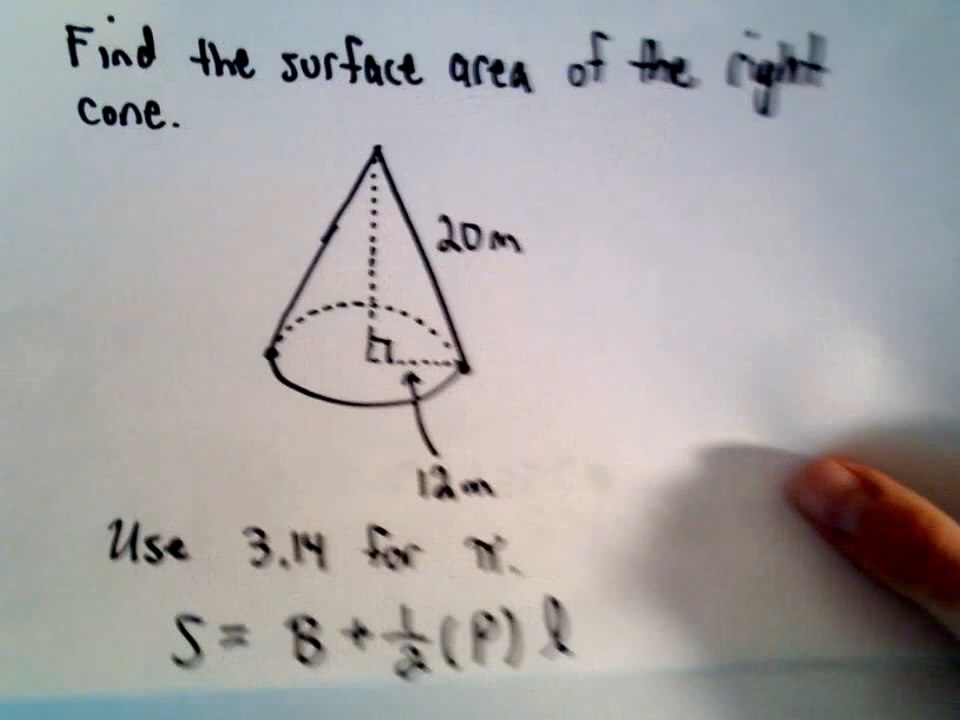 Find the surface area of the right
cone.
20m
12m
Use 3.14 for π.
S = B + 1/2 (P) l